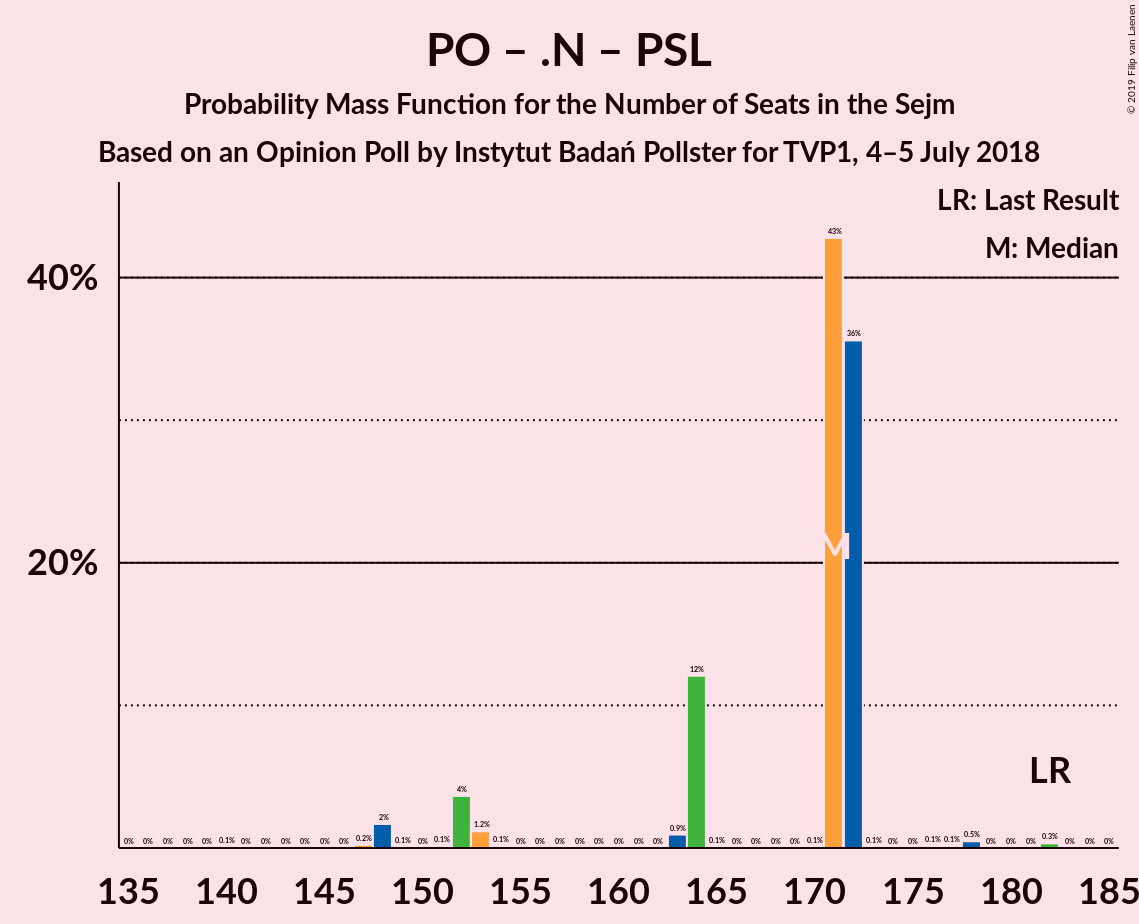 PO – .N – PSL
Probability Mass Function for the Number of Seats in the Sejm
Based on an Opinion Poll by Instytut Badań Pollster for TVP1, 4–5 July 2018
© 2019 Filip van Laenen
LR: Last Result
M: Median
40%
20%
0% 0% 0% 0% 0% 0.1% 0% 0% 0% 0% 0% 0% 0.2% 2% 0.1% 0% 0.1% 4% 1.2% 0.1% 0% 0% 0% 0% 0% 0% 0% 0% 0.9% 12% 0.1% 0% 0% 0% 0% 0.1% 43% 36% 0.1% 0% 0% 0.1% 0.1% 0.5% 0% 0% 0% 0.3% 0% 0% 0%
M
LR
135 140 145 150 155 160 165 170 175 180 185